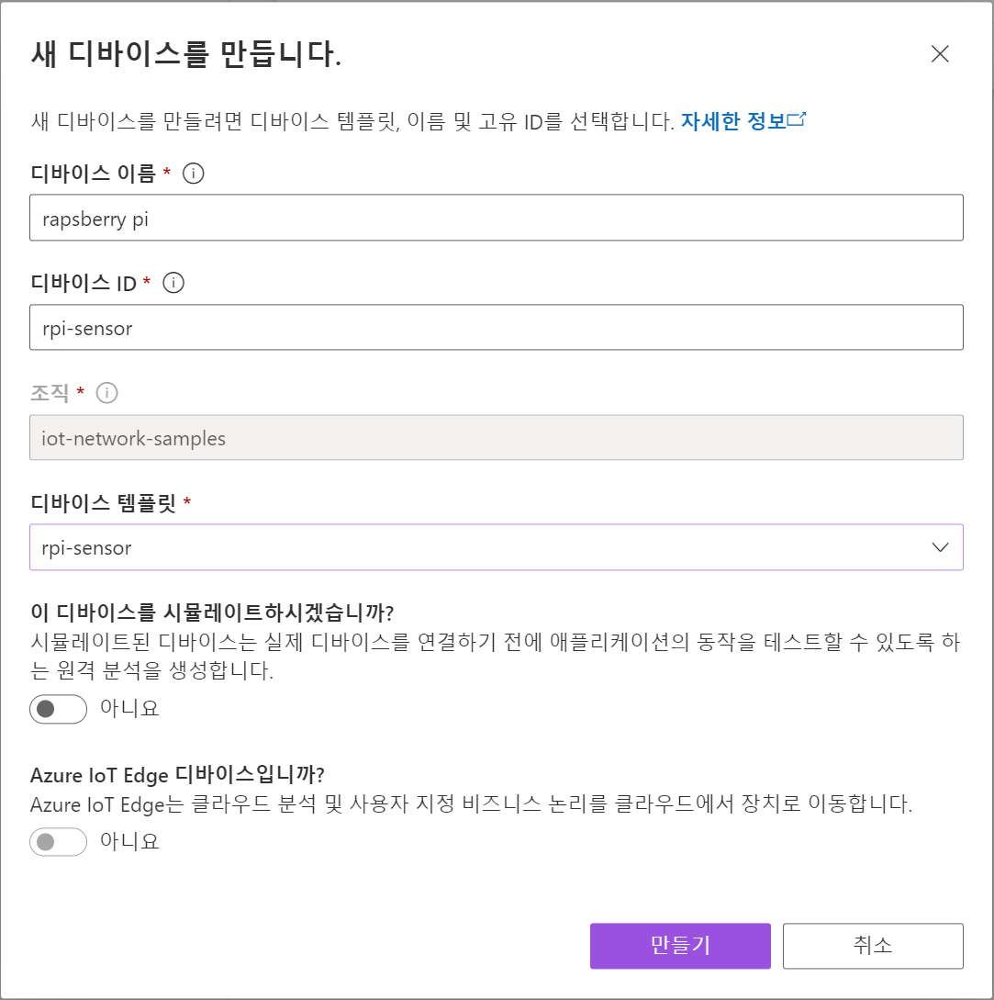 새 디바이스를 만듭니다.
새 디바이스를 만들려면 디바이스 템플릿, 이름 및 고유 ID를 선택합니다. 자세한 정보
디바이스 이름 *
rapsberry pi
디바이스 ID *
rpi-sensor
조직 *
iot-network-samples
디바이스 템플릿 *
rpi-sensor
이 디바이스를 시뮬레이트하시겠습니까?
시뮬레이트된 디바이스는 실제 디바이스를 연결하기 전에 애플리케이션의 동작을 테스트할 수 있도록 하
는 원격 분석을 생성합니다.
아니요
Azure IoT Edge 디바이스입니까?
Azure IoT Edge는 클라우드 분석 및 사용자 지정 비즈니스 논리를 클라우드에서 장치로 이동합니다.
아니요
만들기 취소